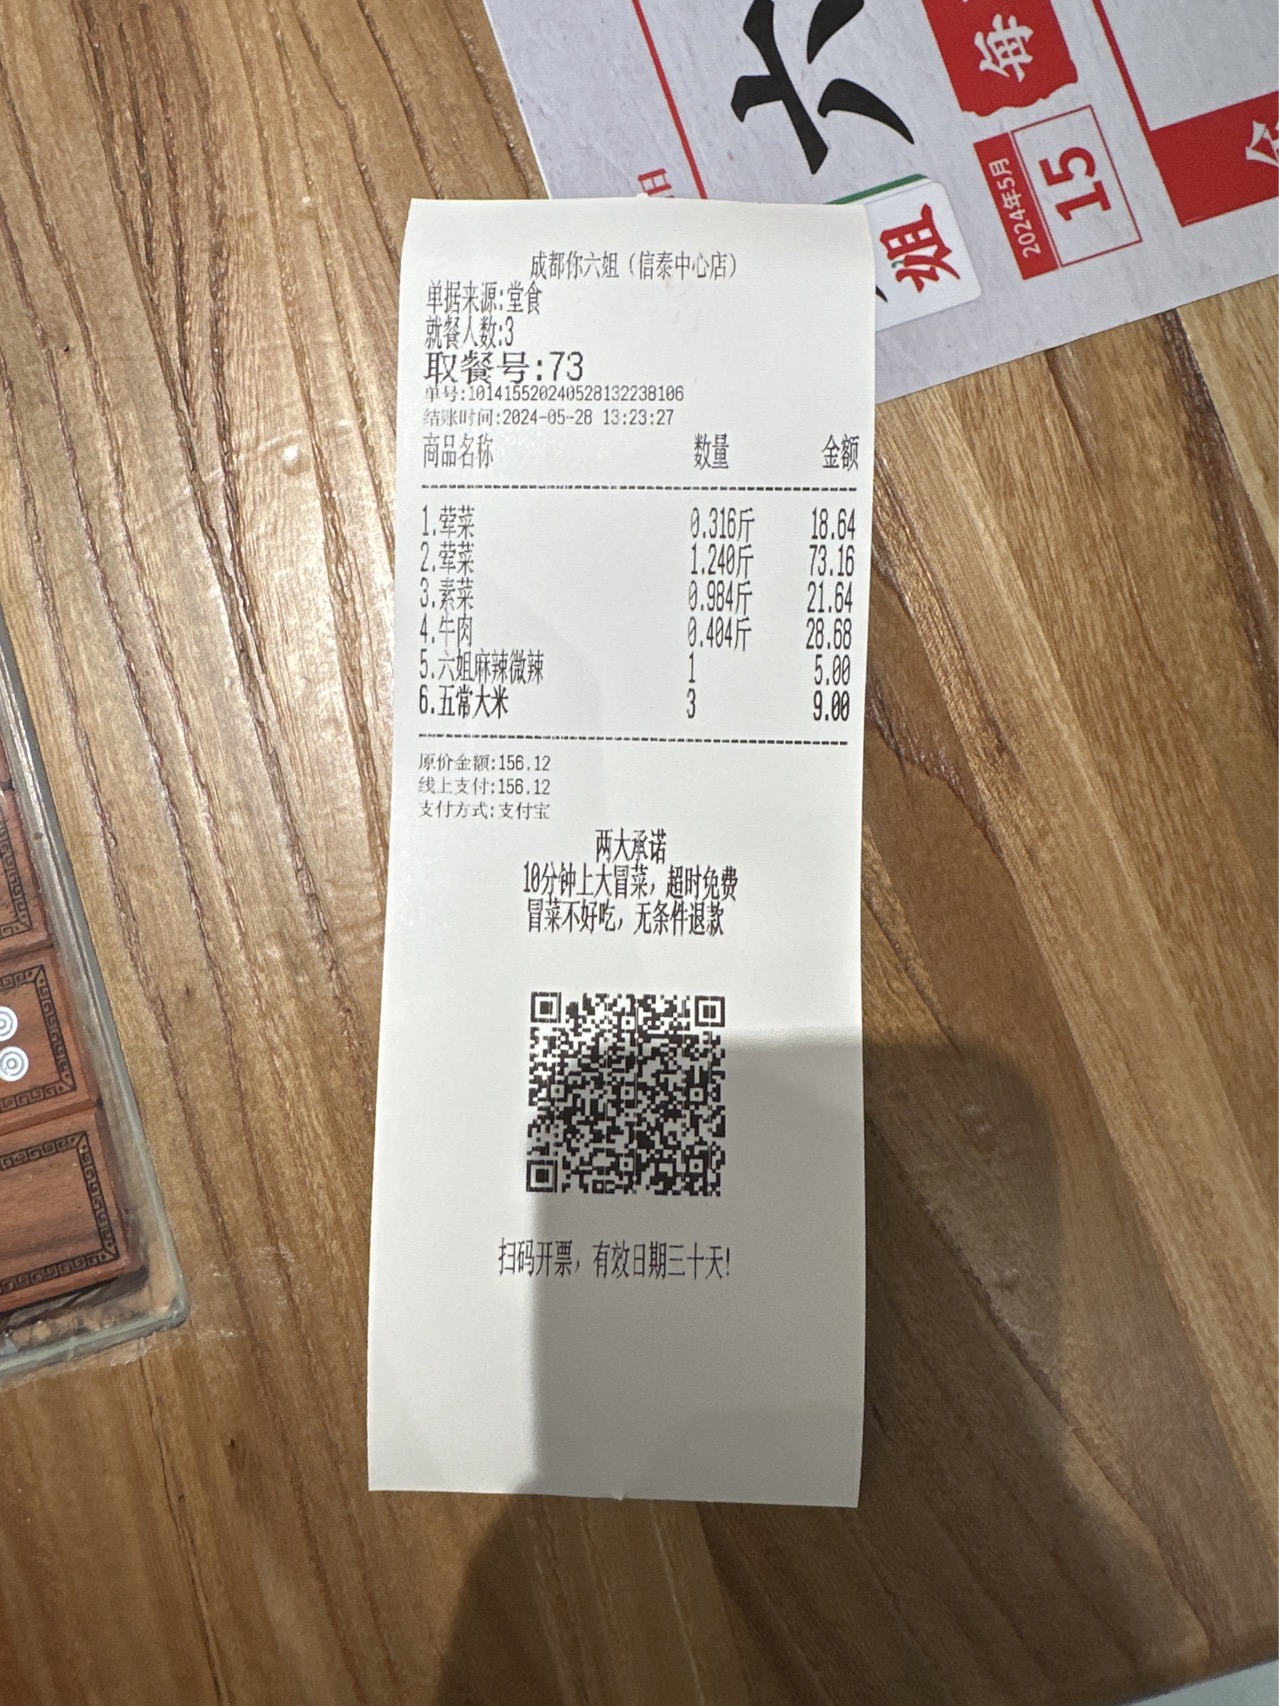 六
每
2024年5月
15
姐
成都你六姐（信泰中心店）
单据来源:堂食
就餐人数:3
取餐号:73
单号:101415520240528132238106
结账时间:2024-05-28 13:23:27
商品名称 数量 金额
1.荤菜 0.316斤 18.64
2.荤菜 1.240斤 73.16
3.素菜 0.984斤 21.64
4.牛肉 0.404斤 28.68
5.六姐麻辣微辣 1 5.00
6.五常大米 3 9.00
原价金额:156.12
线上支付:156.12
支付方式:支付宝
两大承诺
10分钟上大冒菜，超时免费
冒菜不好吃，无条件退款
扫码开票，有效日期三十天!